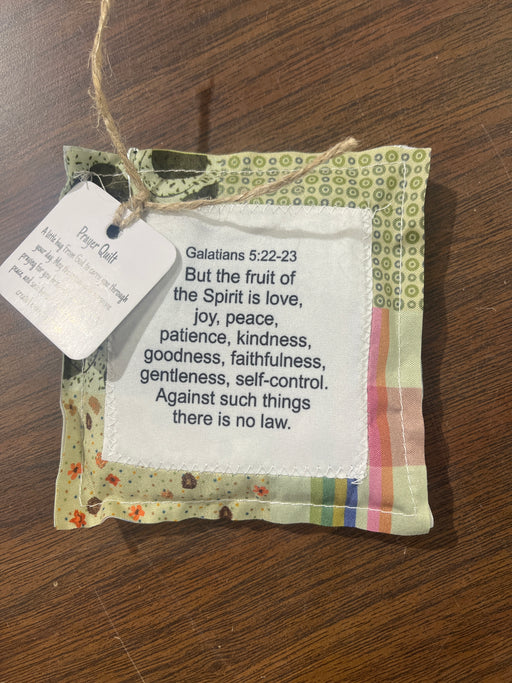 Prayer Quilt
A little hug from God to carry you through
your day. May
praying for you
peace, and
Galatians 5:22-23
But the fruit of
the Spirit is love,
joy, peace,
patience, kindness,
goodness, faithfulness,
gentleness, self-control.
Against such things
there is no law.